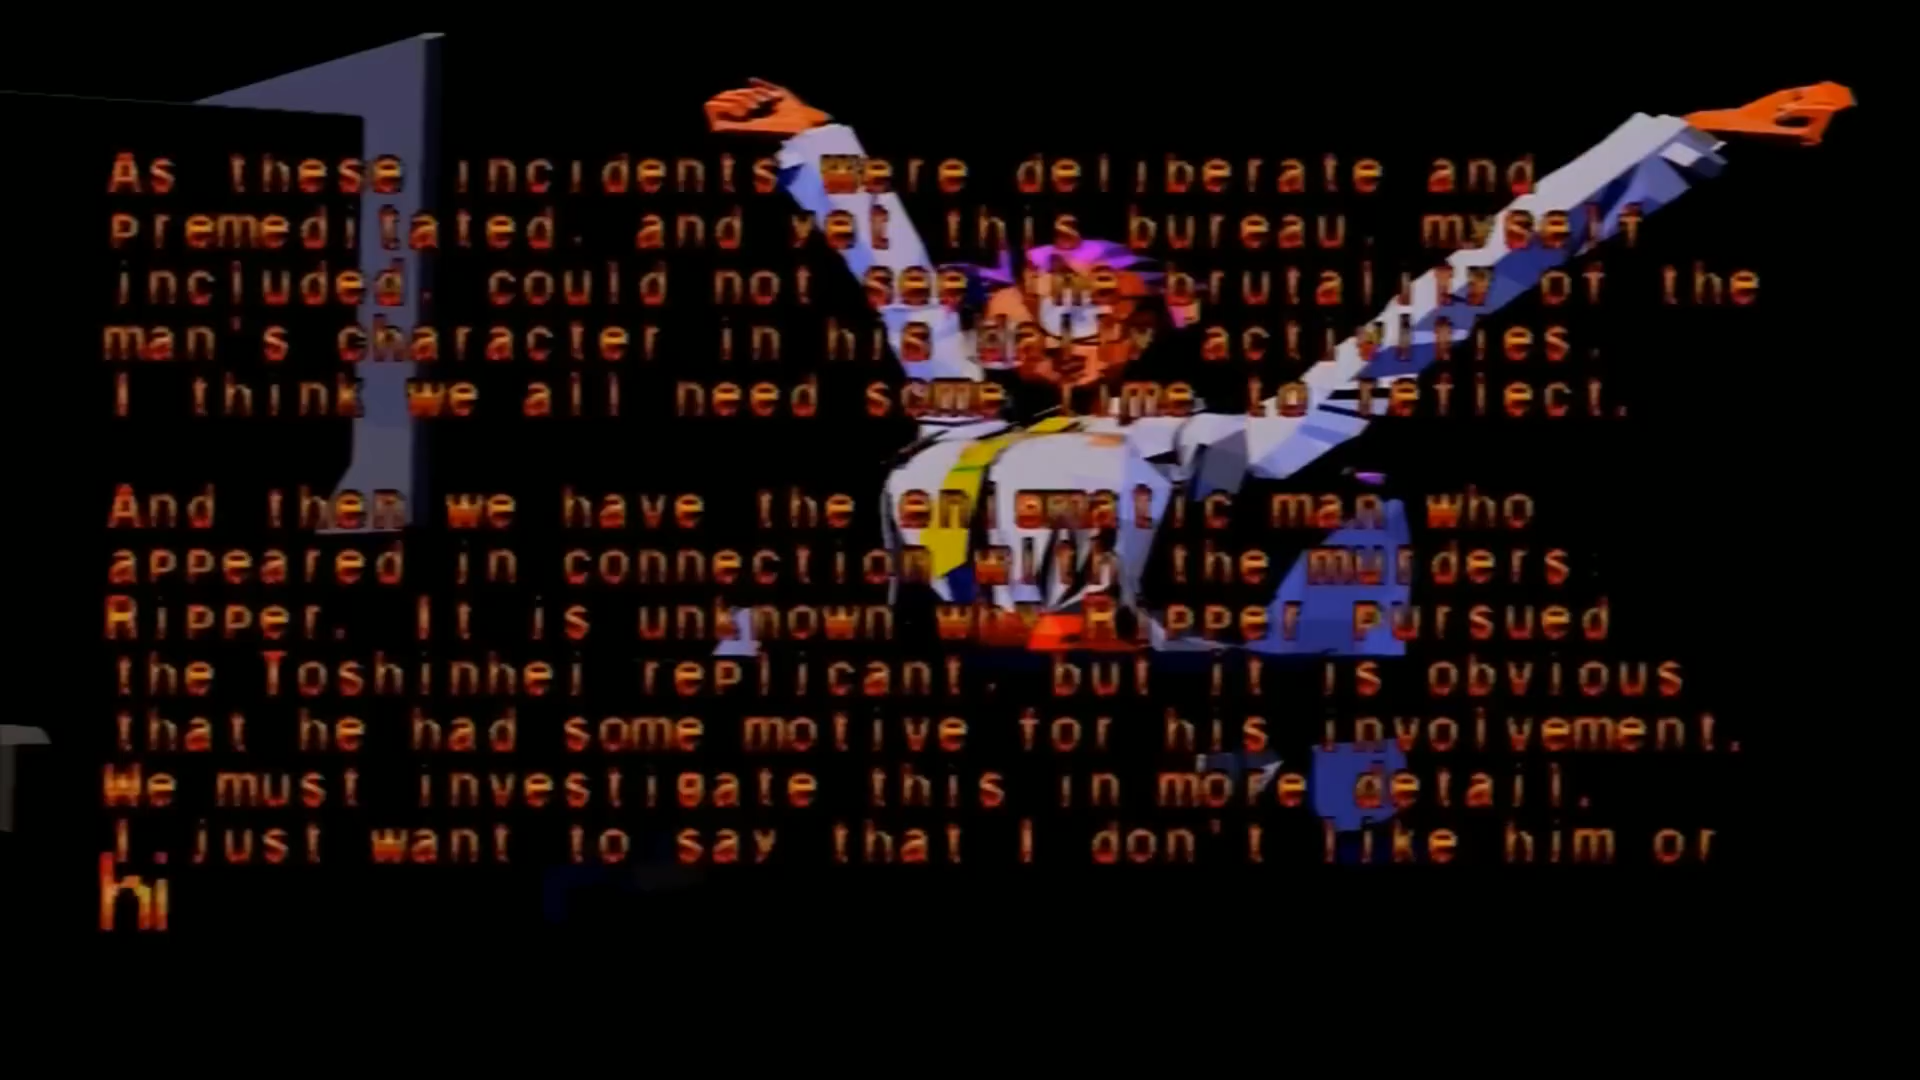 As these incidents were deliberate and
premeditated, and yet this bureau, myself
included, could not see the brutality of the
man's character in his daily activities.
I think we all need some time to reflect.
And then we have the enigmatic man who
appeared in connection with the murders:
Ripper. It is unknown why Ripper pursued
the Toshinhei replicant, but it is obvious
that he had some motive for his involvement.
We must investigate this in more detail.
I just want to say that I don't like him or
hi